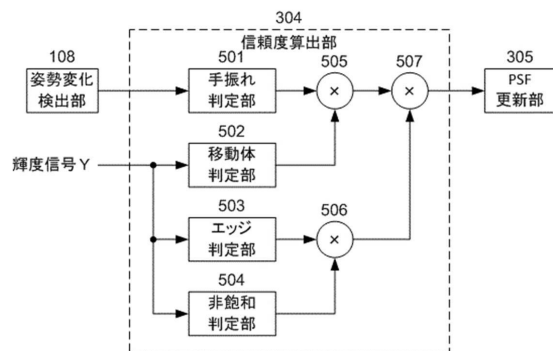 304
信頼度算出部
108
姿勢変化
検出部
501
手振れ
判定部
505
×
507
×
305
PSF
更新部
502
移動体
判定部
輝度信号Y
503
エッジ
判定部
506
×
504
非飽和
判定部